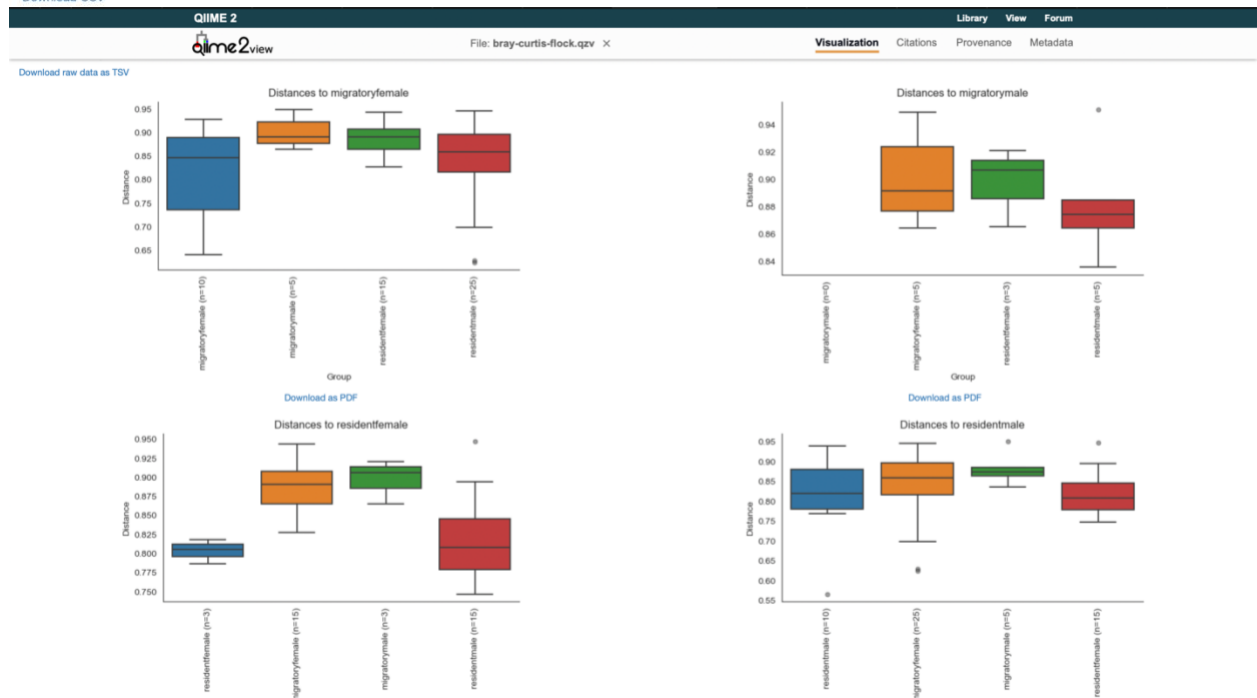 QIIME 2
Library View Forum
qiime2view
File: bray-curtis-flock.qzv ×
Visualization Citations Provenance Metadata
Download raw data as TSV
Distances to migratoryfemale
0.95
0.90
0.85
0.80
0.75
0.70
0.65
Distance
migratoryfemale (n=10)
migratorymale (n=5)
residentfemale (n=15)
residentmale (n=25)
Group
Download as PDF
Distances to migratorymale
0.94
0.92
0.90
0.88
0.86
0.84
Distance
migratorymale (n=0)
migratoryfemale (n=5)
residentfemale (n=3)
residentmale (n=5)
Group
Download as PDF
Distances to residentfemale
0.950
0.925
0.900
0.875
0.850
0.825
0.800
0.775
0.750
Distance
residentfemale (n=3)
migratoryfemale (n=15)
migratorymale (n=3)
residentmale (n=15)
Distances to residentmale
0.95
0.90
0.85
0.80
0.75
0.70
0.65
0.60
0.55
Distance
residentmale (n=10)
migratoryfemale (n=25)
migratorymale (n=5)
residentfemale (n=15)